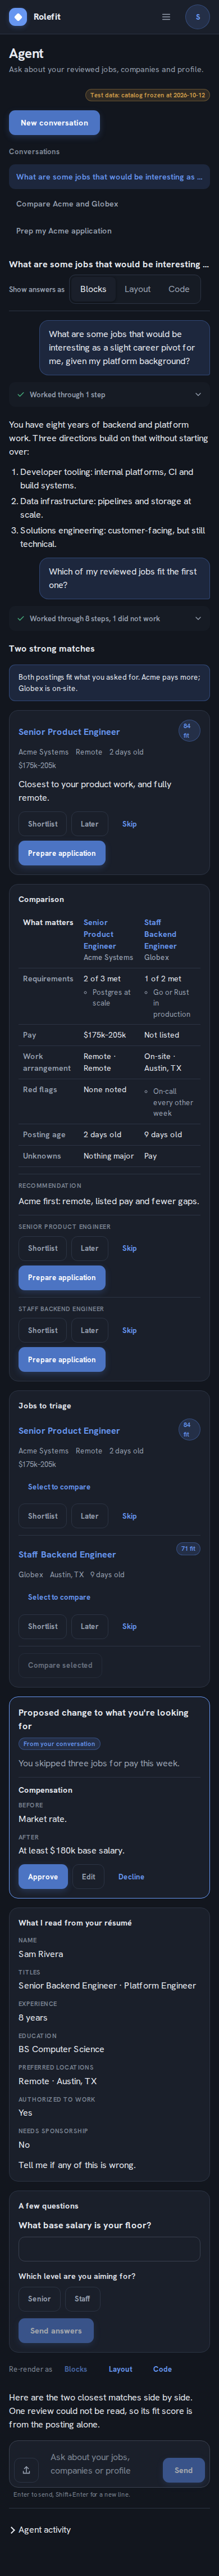 Rolefit
S
Agent
Ask about your reviewed jobs, companies and profile.
Test data: catalog frozen at 2026-10-12
New conversation
Conversations
What are some jobs that would be interesting as ...
Compare Acme and Globex
Prep my Acme application
What are some jobs that would be interesting ...
Show answers as
Blocks
Layout
Code
What are some jobs that would be
interesting as a slight career pivot for
me, given my platform background?
Worked through 1 step
You have eight years of backend and platform
work. Three directions build on that without starting
over:
1. Developer tooling: internal platforms, CI and
build systems.
2. Data infrastructure: pipelines and storage at
scale.
3. Solutions engineering: customer-facing, but still
technical.
Which of my reviewed jobs fit the first
one?
Worked through 8 steps, 1 did not work
Two strong matches
Both postings fit what you asked for. Acme pays more;
Globex is on-site.
Senior Product Engineer
84
fit
Acme Systems Remote 2 days old
$175k–205k
Closest to your product work, and fully
remote.
Shortlist
Later
Skip
Prepare application
Comparison
What matters
Senior
Product
Engineer
Acme Systems
Staff
Backend
Engineer
Globex
Requirements
2 of 3 met
Postgres at
scale
1 of 2 met
Go or Rust
in
production
Pay
$175k–205k
Not listed
Work
arrangement
Remote ·
Remote
On-site ·
Austin, TX
Red flags
None noted
On-call
every other
week
Posting age
2 days old
9 days old
Unknowns
Nothing major
Pay
RECOMMENDATION
Acme first: remote, listed pay and fewer gaps.
SENIOR PRODUCT ENGINEER
Shortlist
Later
Skip
Prepare application
STAFF BACKEND ENGINEER
Shortlist
Later
Skip
Prepare application
Jobs to triage
Senior Product Engineer
84
fit
Acme Systems Remote 2 days old
$175k–205k
Select to compare
Shortlist
Later
Skip
Staff Backend Engineer
71 fit
Globex Austin, TX 9 days old
Select to compare
Shortlist
Later
Skip
Compare selected
Proposed change to what you're looking
for
From your conversation
You skipped three jobs for pay this week.
Compensation
BEFORE
Market rate.
AFTER
At least $180k base salary.
Approve
Edit
Decline
What I read from your résumé
NAME
Sam Rivera
TITLES
Senior Backend Engineer · Platform Engineer
EXPERIENCE
8 years
EDUCATION
BS Computer Science
PREFERRED LOCATIONS
Remote · Austin, TX
AUTHORIZED TO WORK
Yes
NEEDS SPONSORSHIP
No
Tell me if any of this is wrong.
A few questions
What base salary is your floor?
Which level are you aiming for?
Senior
Staff
Send answers
Re-render as
Blocks
Layout
Code
Here are the two closest matches side by side.
One review could not be read, so its fit score is
from the posting alone.
Ask about your jobs,
companies or profile
Send
Enter to send, Shift+Enter for a new line.
Agent activity